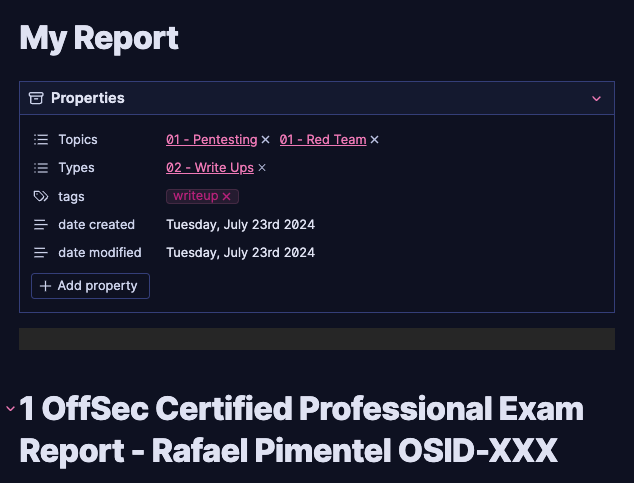 My Report
Properties
Topics 01 - Pentesting × 01 - Red Team ×
Types 02 - Write Ups ×
tags writeup ×
date created Tuesday, July 23rd 2024
date modified Tuesday, July 23rd 2024
+ Add property
1 OffSec Certified Professional Exam
Report - Rafael Pimentel OSID-XXX